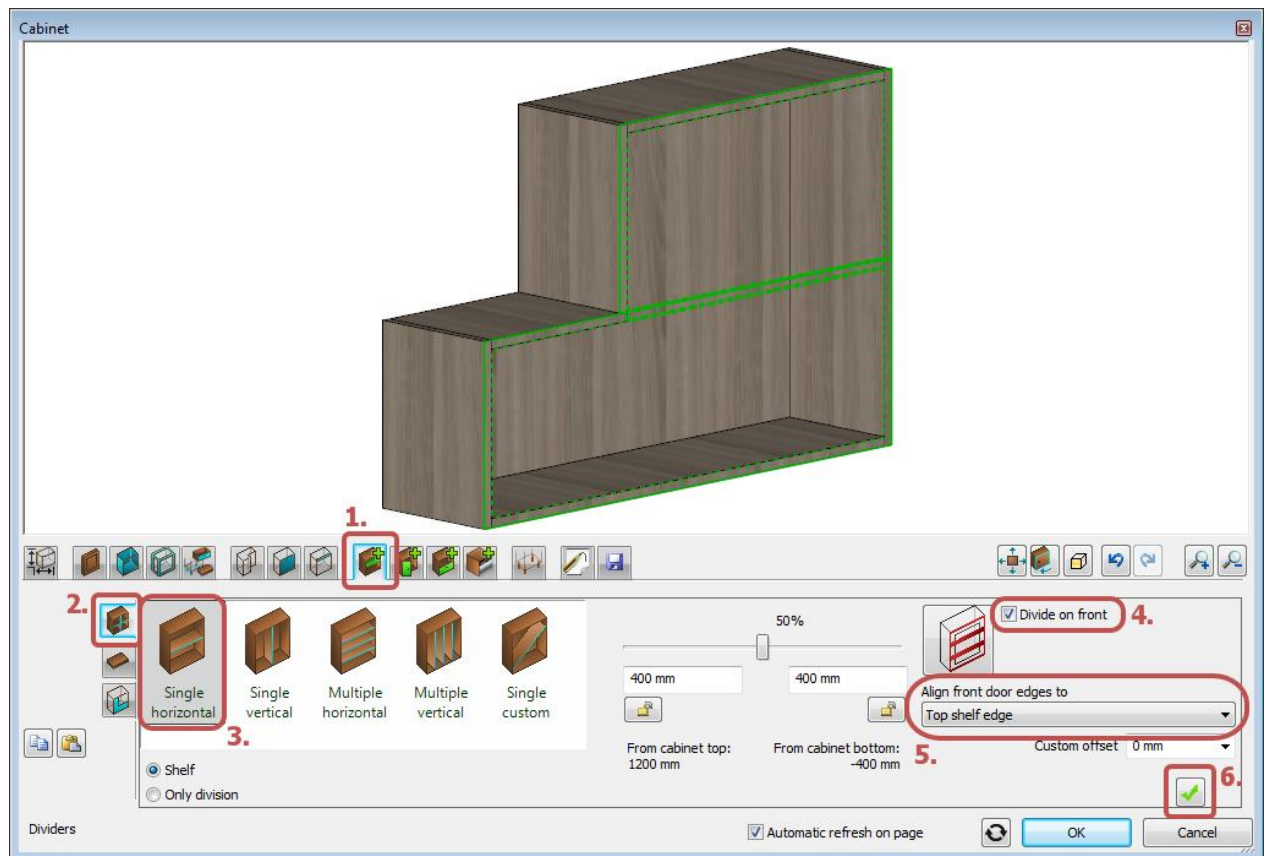 Cabinet
1.
2.
Single
horizontal
Single
vertical
Multiple
horizontal
Multiple
vertical
Single
custom
3.
Shelf
Only division
50%
400 mm
400 mm
From cabinet top:
1200 mm
From cabinet bottom:
-400 mm
Divide on front
4.
Align front door edges to
Top shelf edge
5.
Custom offset
0 mm
6.
Dividers
Automatic refresh on page
OK
Cancel